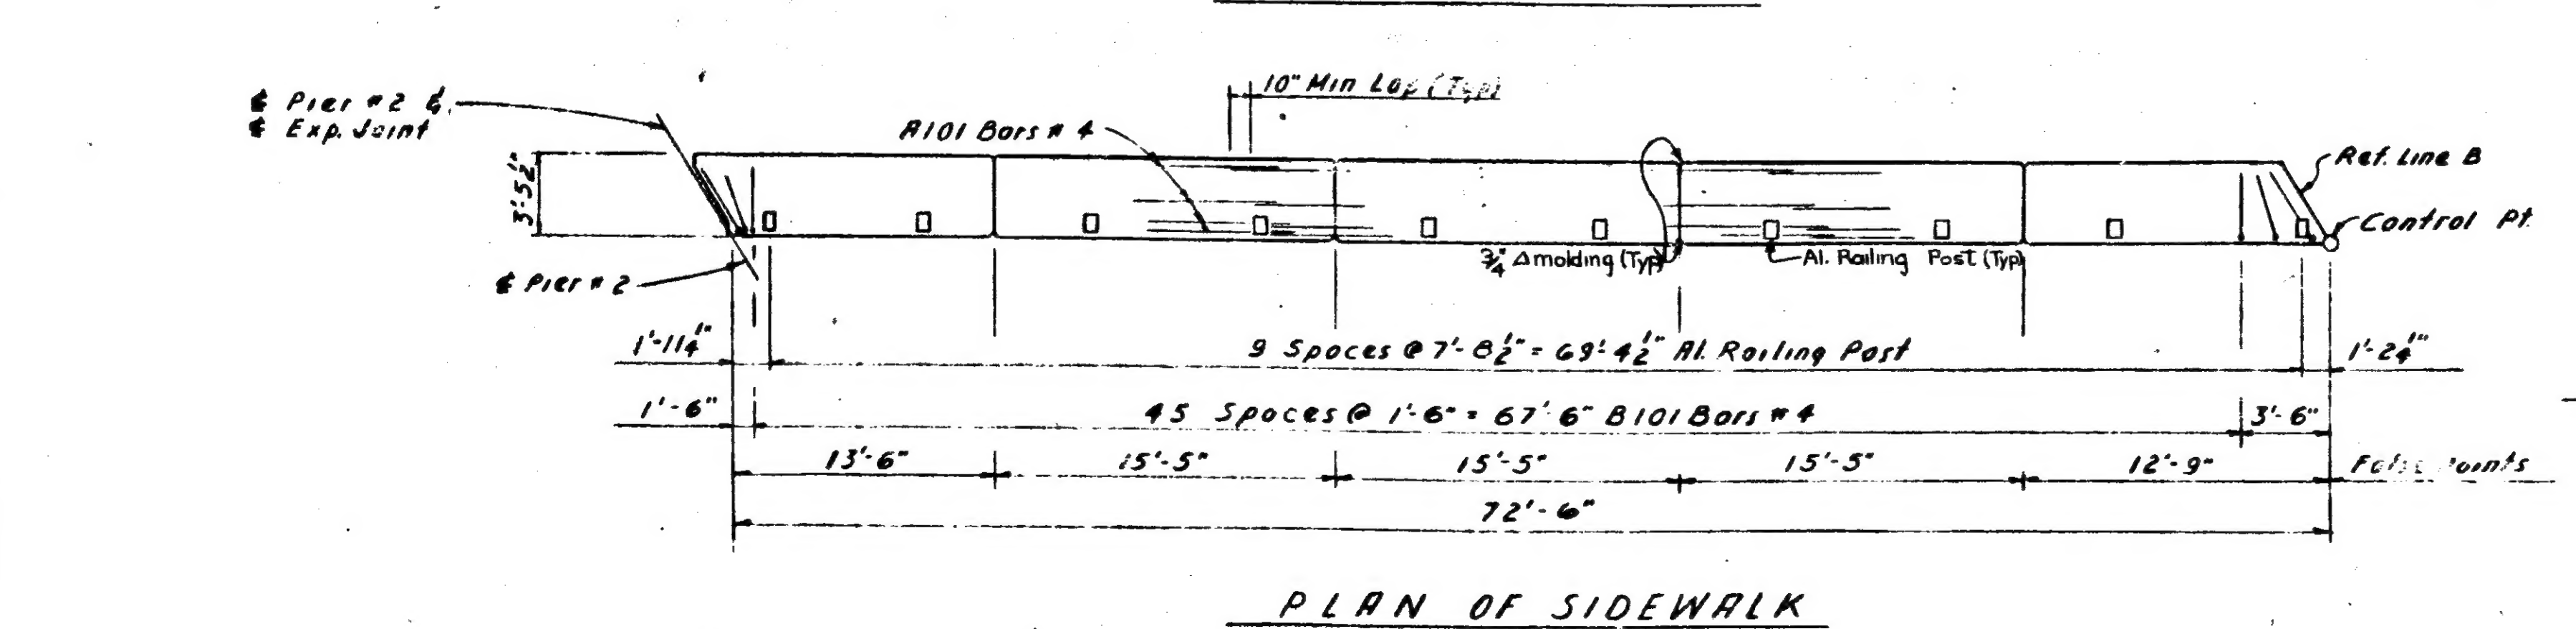 10" Min Lap (Typ)
℄ Pier #2 &
℄ Exp. Joint
A101 Bars #4
3'-5½"
Ref. Line B
Control Pt.
¾" Δ molding (Typ)
Al. Railing Post (Typ)
℄ Pier #2
1'-11¼"
9 Spaces @ 7'-8½" = 69'-4½" Al. Railing Post
1'-2¼"
1'-6"
45 Spaces @ 1'-6" = 67'-6" B101 Bars #4
3'-6"
13'-6"
15'-5"
15'-5"
15'-5"
12'-9"
False Joints
72'-6"
PLAN OF SIDEWALK